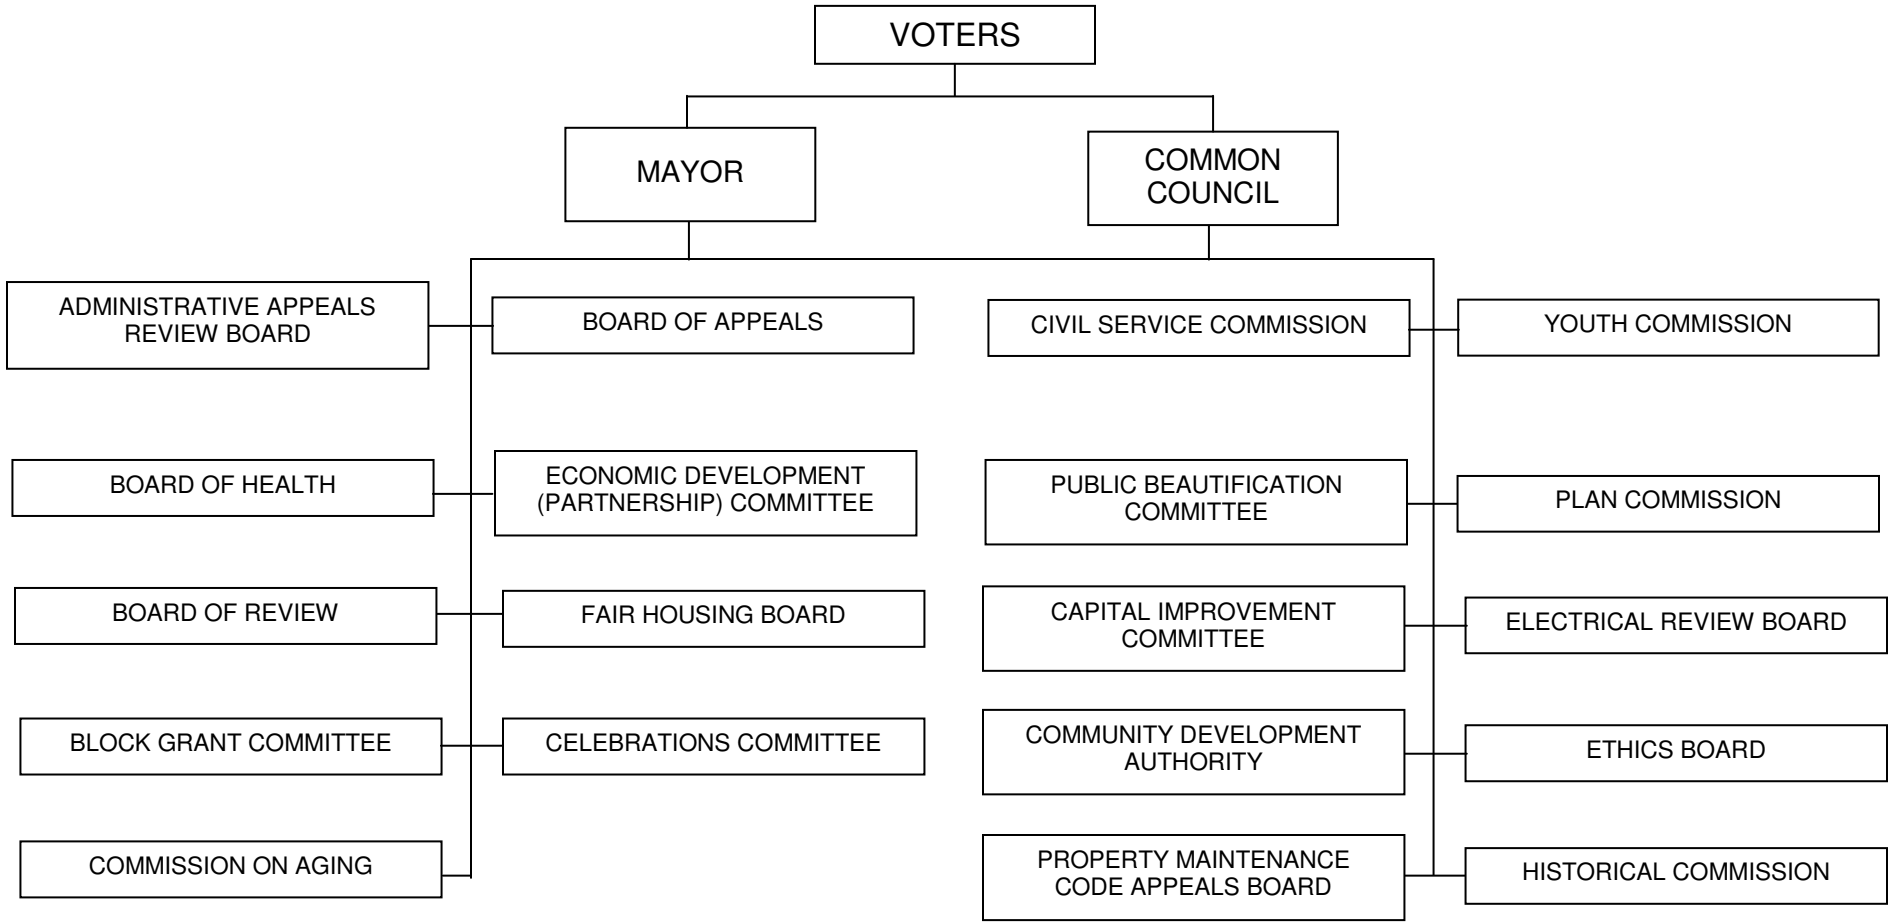 VOTERS
MAYOR
COMMON
COUNCIL
ADMINISTRATIVE APPEALS
REVIEW BOARD
BOARD OF APPEALS
CIVIL SERVICE COMMISSION
YOUTH COMMISSION
BOARD OF HEALTH
ECONOMIC DEVELOPMENT
(PARTNERSHIP) COMMITTEE
PUBLIC BEAUTIFICATION
COMMITTEE
PLAN COMMISSION
BOARD OF REVIEW
FAIR HOUSING BOARD
CAPITAL IMPROVEMENT
COMMITTEE
ELECTRICAL REVIEW BOARD
BLOCK GRANT COMMITTEE
CELEBRATIONS COMMITTEE
COMMUNITY DEVELOPMENT
AUTHORITY
ETHICS BOARD
COMMISSION ON AGING
PROPERTY MAINTENANCE
CODE APPEALS BOARD
HISTORICAL COMMISSION